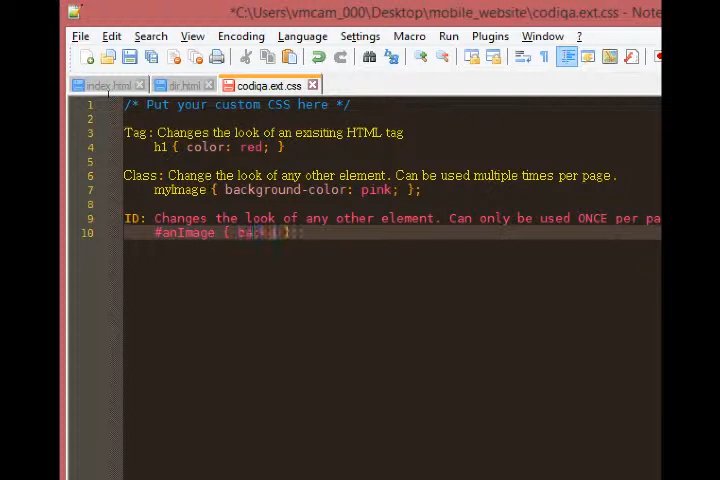 *C:\Users\vmcam_000\Desktop\mobile_website\codiqa.ext.css - Note
File Edit Search View Encoding Language Settings Macro Run Plugins Window ?
index.html dir.html codiqa.ext.css
1 /* Put your custom CSS here */
2
3 Tag: Changes the look of an exisiting HTML tag
4 h1 { color: red; }
5
6 Class: Change the look of any other element. Can be used multiple times per page.
7 myImage { background-color: pink; };
8
9 ID: Changes the look of any other element. Can only be used ONCE per pa
10 #anImage {